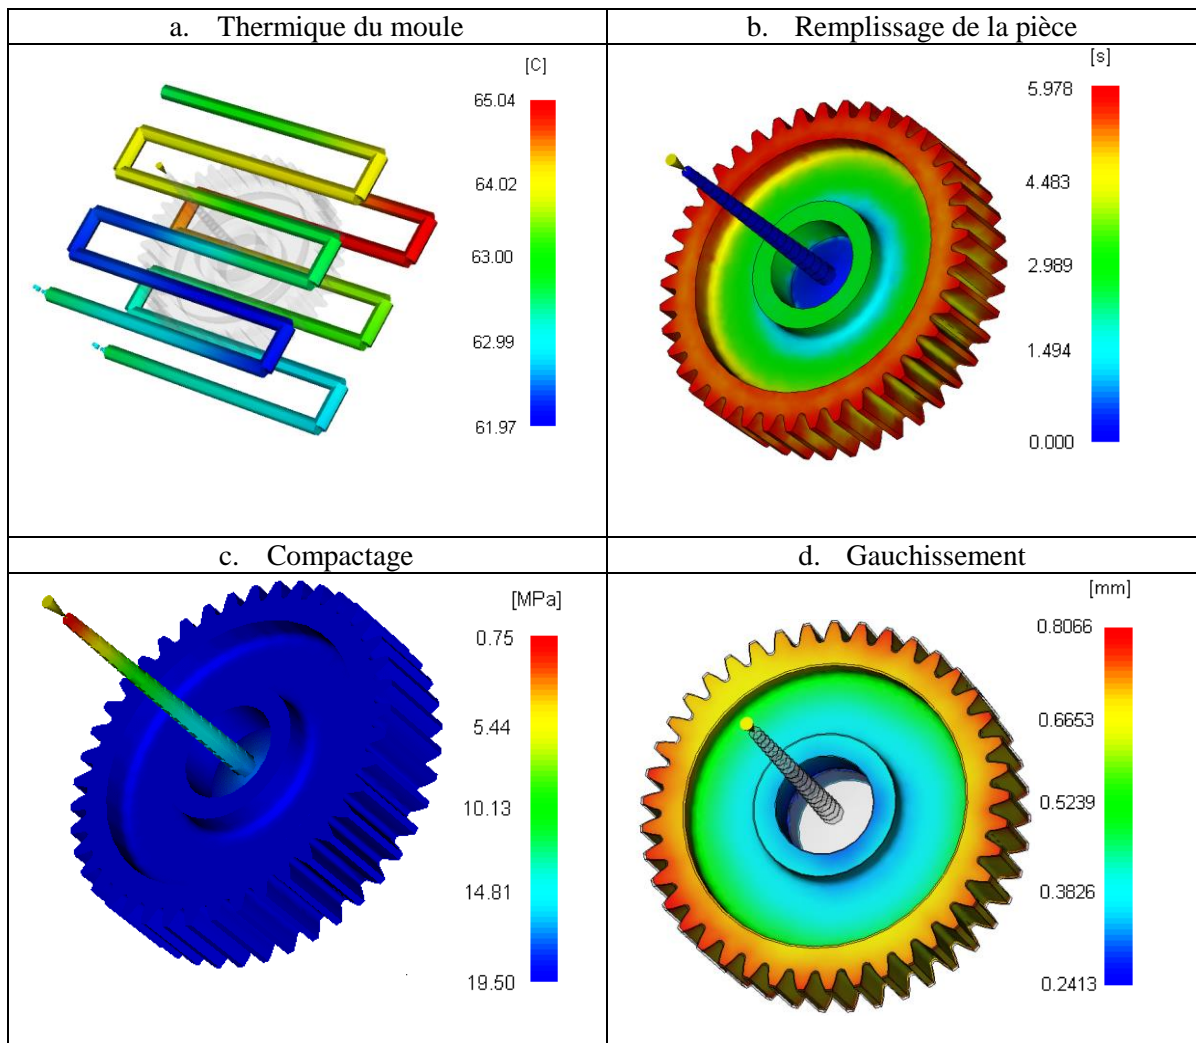 a. Thermique du moule
b. Remplissage de la pièce
[C]
65.04
64.02
63.00
62.99
61.97
[s]
5.978
4.483
2.989
1.494
0.000
c. Compactage
d. Gauchissement
[MPa]
0.75
5.44
10.13
14.81
19.50
[mm]
0.8066
0.6653
0.5239
0.3826
0.2413